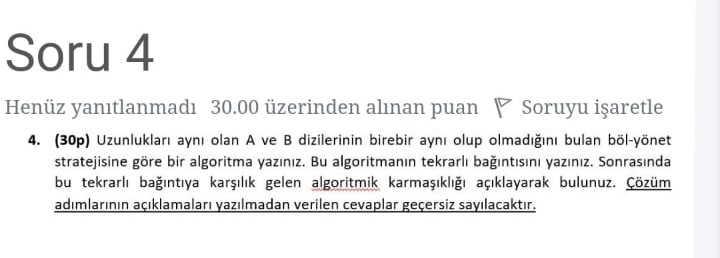 Soru 4
Henüz yanıtlanmadı 30.00 üzerinden alınan puan Soruyu işaretle
4. (30p) Uzunlukları aynı olan A ve B dizilerinin birebir aynı olup olmadığını bulan böl-yönet
stratejisine göre bir algoritma yazınız. Bu algoritmanın tekrarlı bağıntısını yazınız. Sonrasında
bu tekrarlı bağıntıya karşılık gelen algoritmik karmaşıklığı açıklayarak bulunuz. Çözüm
adımlarının açıklamaları yazılmadan verilen cevaplar geçersiz sayılacaktır.